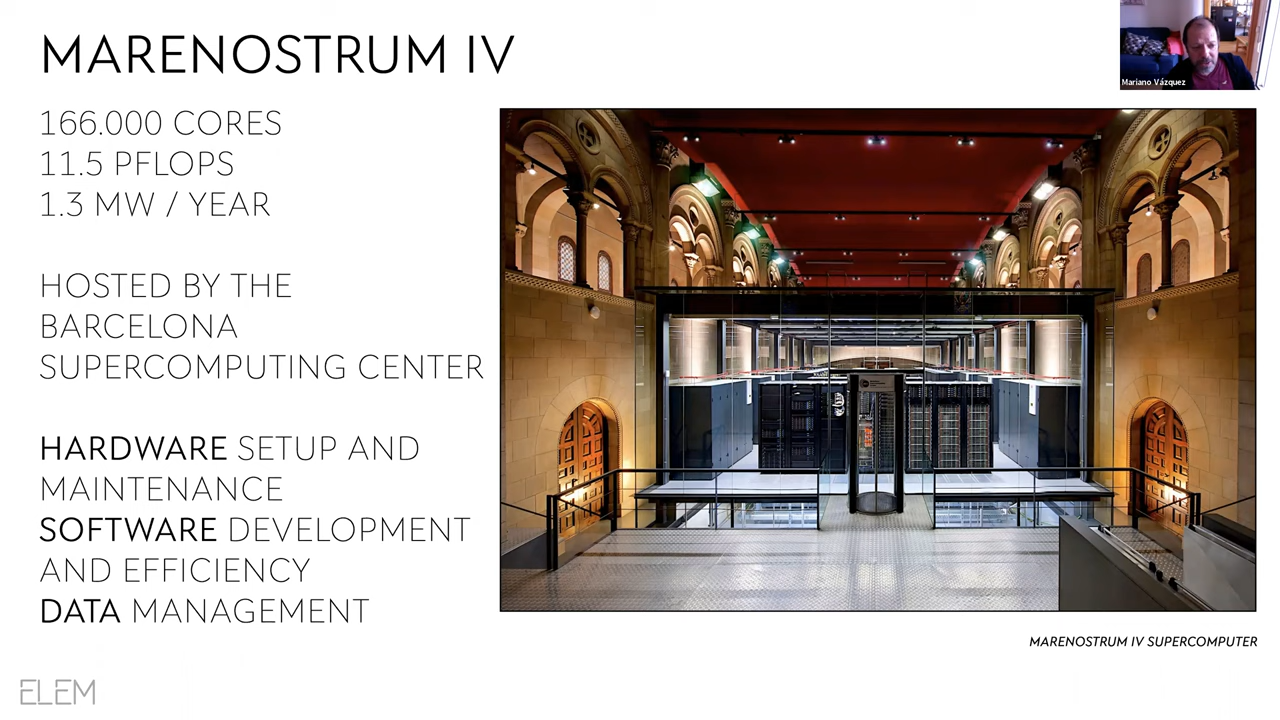 MARENOSTRUM IV
Mariano Vázquez
166.000 CORES
11.5 PFLOPS
1.3 MW / YEAR
HOSTED BY THE
BARCELONA
SUPERCOMPUTING CENTER
HARDWARE SETUP AND
MAINTENANCE
SOFTWARE DEVELOPMENT
AND EFFICIENCY
DATA MANAGEMENT
MARENOSTRUM IV SUPERCOMPUTER
ELEM